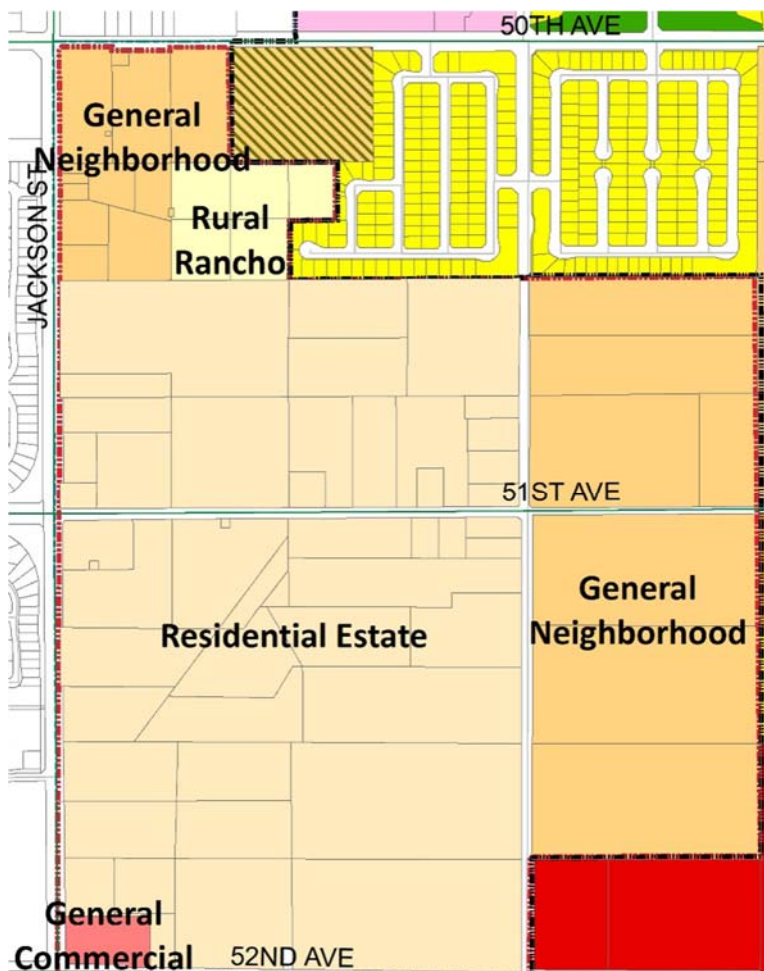 50TH AVE
General
Neighborhood
JACKSON ST
Rural
Rancho
51ST AVE
General
Neighborhood
Residential Estate
General
Commercial
52ND AVE